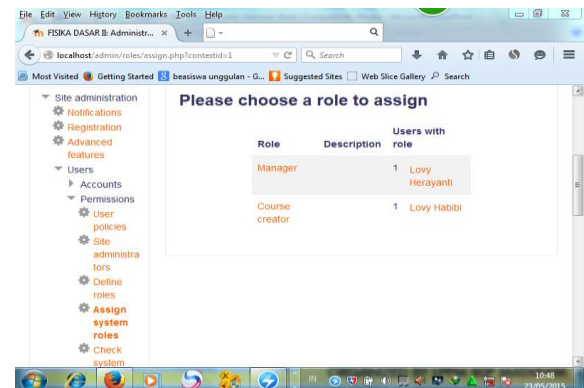 File Edit View History Bookmarks Tools Help
FISIKA DASAR II: Administr... × + -
localhost/admin/roles/assign.php?contestid=1 Search
Most Visited Getting Started beasiswa unggulan - G... Suggested Sites Web Slice Gallery Search
Site administration
Notifications
Registration
Advanced
features
Users
Accounts
Permissions
User
policies
Site
administra
tors
Define
roles
Assign
system
roles
Check
system
Please choose a role to assign
Role Description Users with
role
Manager 1 Lovy
Herayanti
Course
creator 1 Lovy Habibi
IN 10:48
23/05/2015